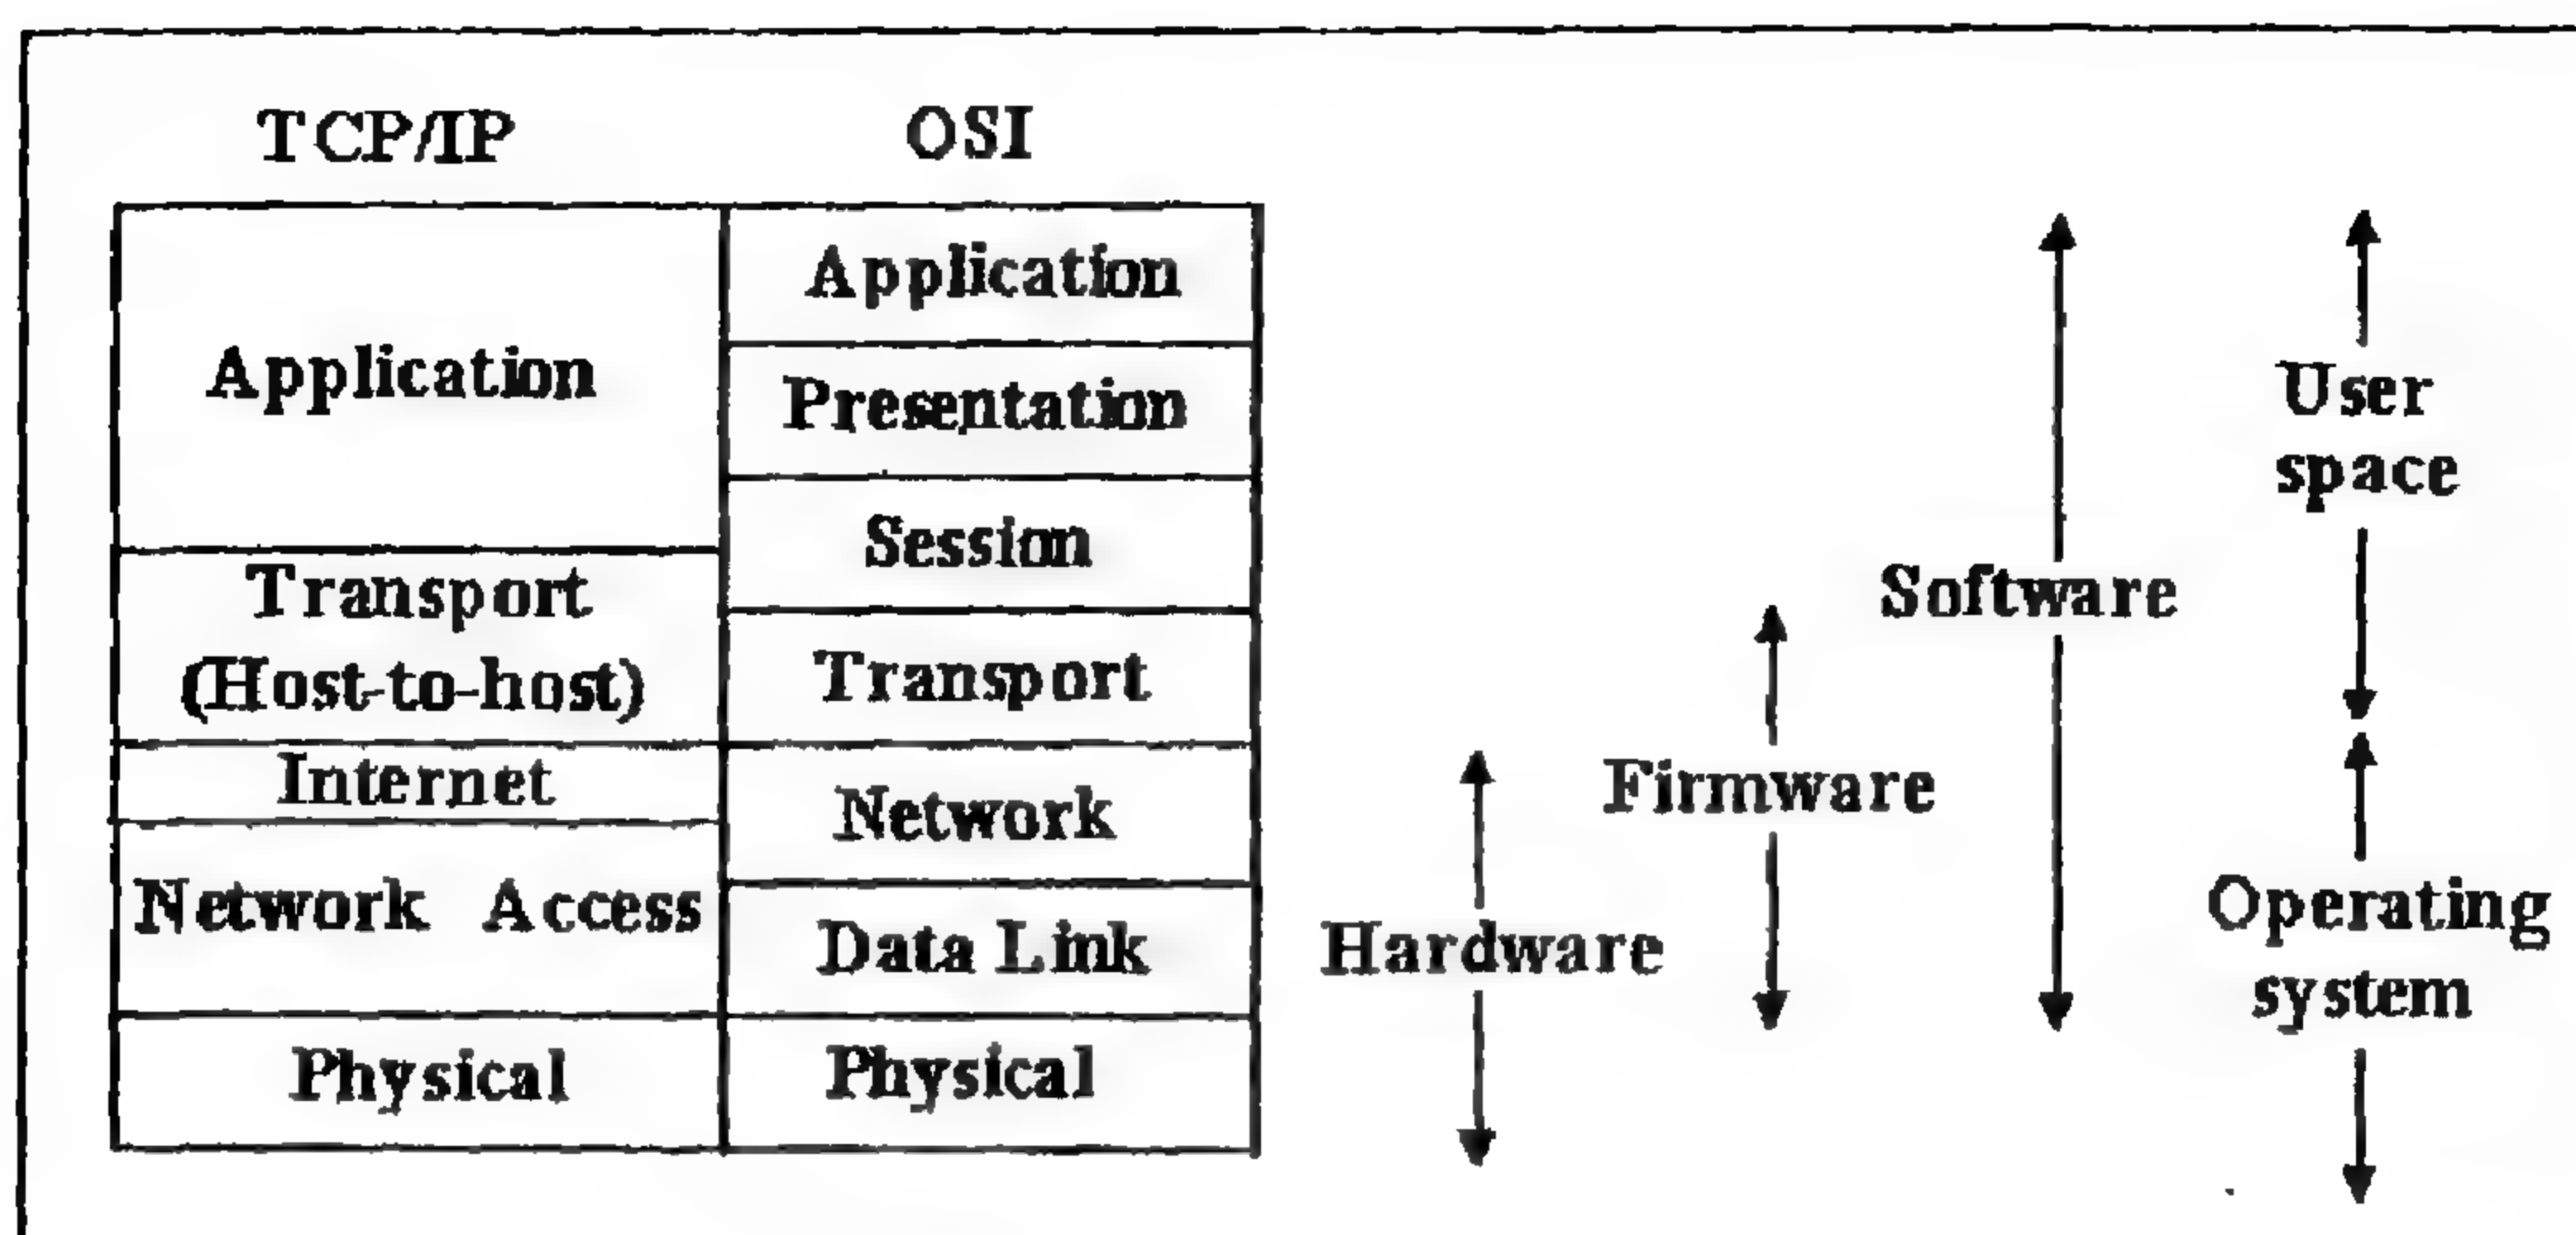 TCP/IP
OSI
Application
Transport
(Host-to-host)
Internet
Network Access
Physical
Application
Presentation
Session
Transport
Network
Data Link
Physical
Hardware
Firmware
Software
User
space
Operating
system